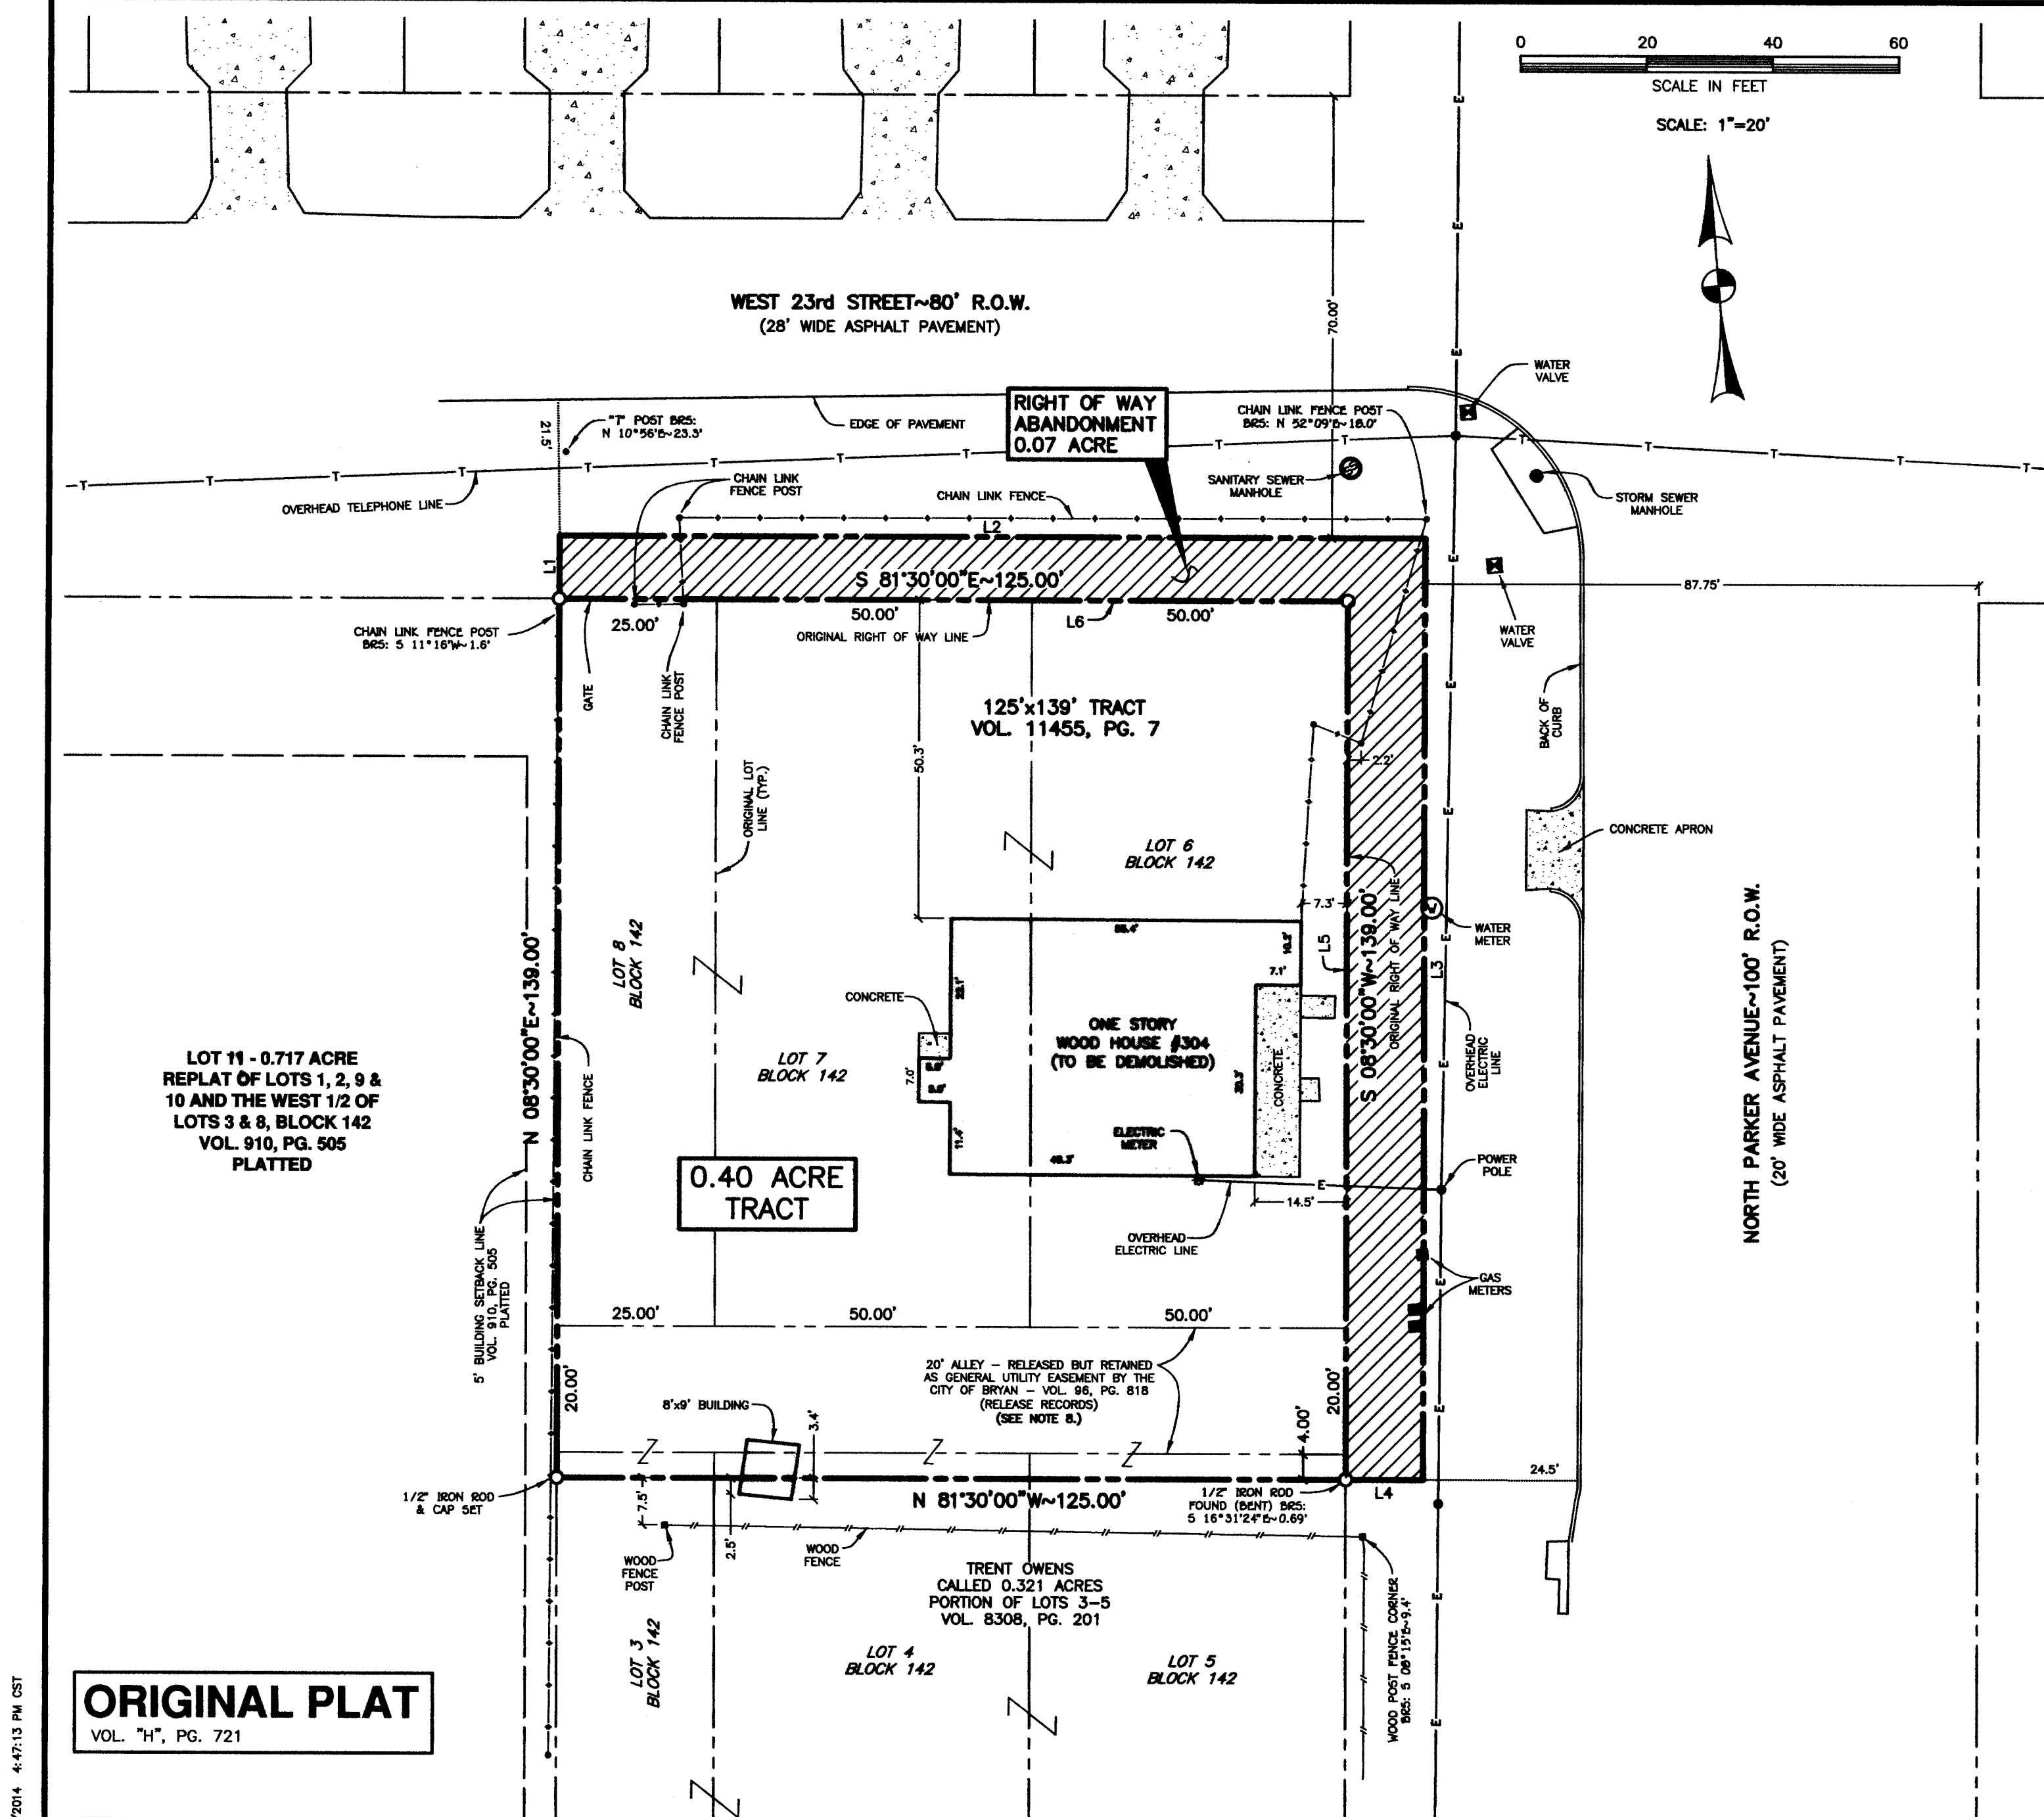 0 20 40 60
SCALE IN FEET
SCALE: 1"=20'
WEST 23rd STREET~80' R.O.W.
(28' WIDE ASPHALT PAVEMENT)
70.00'
WATER
VALVE
RIGHT OF WAY
ABANDONMENT
0.07 ACRE
"T" POST BRS:
N 10°56'E~23.3'
21.5'
EDGE OF PAVEMENT
CHAIN LINK FENCE POST
BRS: N 52°09'E~18.0'
T T T T T T T T T T T T T T T
OVERHEAD TELEPHONE LINE
CHAIN LINK
FENCE POST
CHAIN LINK FENCE
SANITARY SEWER
MANHOLE
SS
STORM SEWER
MANHOLE
L2
L1
S 81°30'00"E~125.00'
87.75'
25.00'
50.00'
50.00'
L6
ORIGINAL RIGHT OF WAY LINE
CHAIN LINK FENCE POST
BRS: S 11°16'W~1.6'
WATER
VALVE
GATE
CHAIN LINK
FENCE POST
125'x139' TRACT
VOL. 11455, PG. 7
BACK OF
CURB
50.3'
2.2'
ORIGINAL LOT
LINE (TYP.)
LOT 6
BLOCK 142
CONCRETE APRON
7.3'
S 08°30'00"W~139.00'
ORIGINAL RIGHT OF WAY LINE
L5
L3
WATER
METER
NORTH PARKER AVENUE~100' R.O.W.
(20' WIDE ASPHALT PAVEMENT)
N 08°30'00"E~139.00'
LOT 8
BLOCK 142
7.1'
CONCRETE
ONE STORY
WOOD HOUSE #304
(TO BE DEMOLISHED)
CONCRETE
OVERHEAD
ELECTRIC
LINE
LOT 11 - 0.717 ACRE
REPLAT OF LOTS 1, 2, 9 &
10 AND THE WEST 1/2 OF
LOTS 3 & 8, BLOCK 142
VOL. 910, PG. 505
PLATTED
CHAIN LINK FENCE
LOT 7
BLOCK 142
7.0'
11.4'
ELECTRIC
METER
POWER
POLE
E
14.5'
0.40 ACRE
TRACT
OVERHEAD
ELECTRIC LINE
5' BUILDING SETBACK LINE
VOL. 910, PG. 505
PLATTED
GAS
METERS
25.00'
50.00'
50.00'
20.00'
20' ALLEY – RELEASED BUT RETAINED
AS GENERAL UTILITY EASEMENT BY THE
CITY OF BRYAN – VOL. 96, PG. 818
(RELEASE RECORDS)
(SEE NOTE 8.)
20.00'
4.00'
8'x9' BUILDING
3.4'
24.5'
L4
1/2" IRON ROD
& CAP SET
7.5'
2.5'
N 81°30'00"W~125.00'
1/2" IRON ROD
FOUND (BENT) BRS:
S 16°31'24"E~0.69'
WOOD
FENCE
POST
WOOD
FENCE
TRENT OWENS
CALLED 0.321 ACRES
PORTION OF LOTS 3–5
VOL. 8308, PG. 201
WOOD POST FENCE CORNER
BRS: S 08°15'E~9.4'
LOT 3
BLOCK 142
LOT 4
BLOCK 142
LOT 5
BLOCK 142
ORIGINAL PLAT
VOL. "H", PG. 721
/2014 4:47:13 PM CST